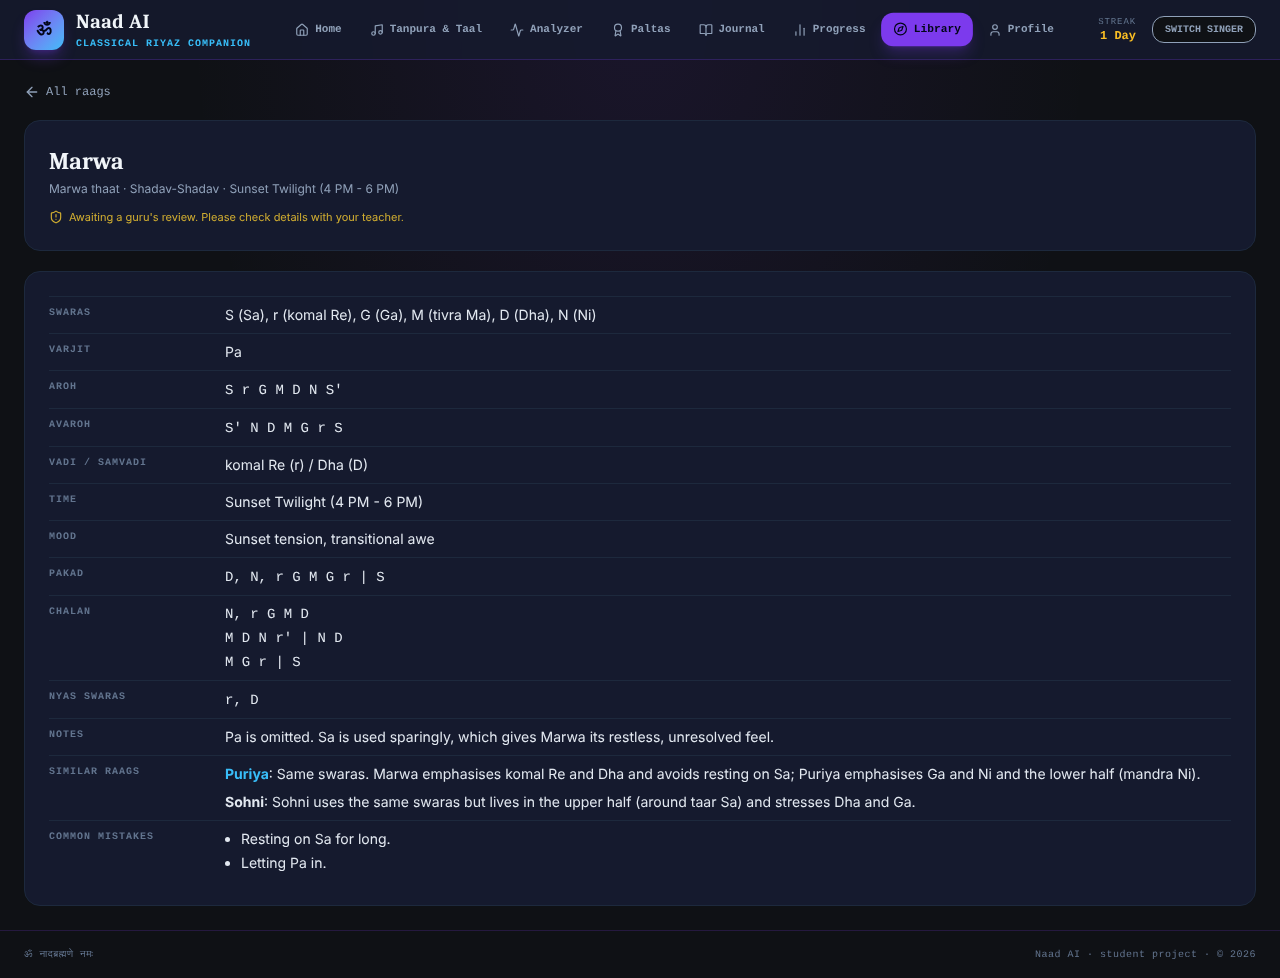 ॐ
Naad AI
CLASSICAL RIYAZ COMPANION
Home
Tanpura & Taal
Analyzer
Paltas
Journal
Progress
Library
Profile
STREAK
1 Day
SWITCH SINGER
← All raags
Marwa
Marwa thaat · Shadav-Shadav · Sunset Twilight (4 PM - 6 PM)
Awaiting a guru's review. Please check details with your teacher.
SWARAS
S (Sa), r (komal Re), G (Ga), M (tivra Ma), D (Dha), N (Ni)
VARJIT
Pa
AROH
S r G M D N S'
AVAROH
S' N D M G r S
VADI / SAMVADI
komal Re (r) / Dha (D)
TIME
Sunset Twilight (4 PM - 6 PM)
MOOD
Sunset tension, transitional awe
PAKAD
D, N, r G M G r | S
CHALAN
N, r G M D
M D N r' | N D
M G r | S
NYAS SWARAS
r, D
NOTES
Pa is omitted. Sa is used sparingly, which gives Marwa its restless, unresolved feel.
SIMILAR RAAGS
Puriya: Same swaras. Marwa emphasises komal Re and Dha and avoids resting on Sa; Puriya emphasises Ga and Ni and the lower half (mandra Ni).
Sohni: Sohni uses the same swaras but lives in the upper half (around taar Sa) and stresses Dha and Ga.
COMMON MISTAKES
• Resting on Sa for long.
• Letting Pa in.
ॐ नादब्रह्मणे नमः
Naad AI · student project · © 2026